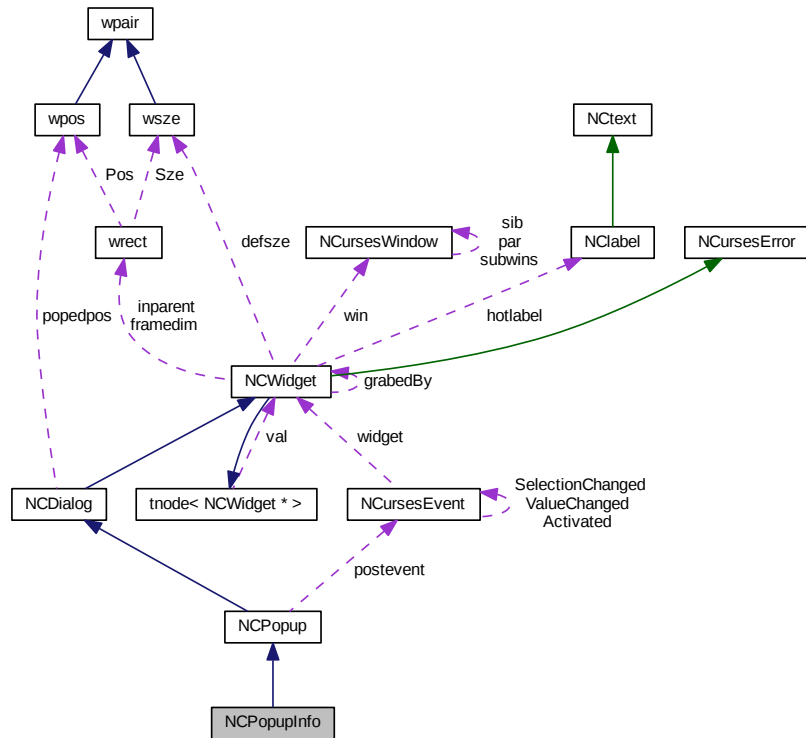 wpair
wpos
wsze
NCtext
Pos
Sze
sib
par
subwins
wrect
defsze
NCursesWindow
NClabel
NCursesError
popedpos
inparent
framedim
win
hotlabel
NCWidget
grabedBy
val
widget
NCDialog
tnode< NCWidget * >
NCursesEvent
SelectionChanged
ValueChanged
Activated
postevent
NCPopup
NCPopupInfo